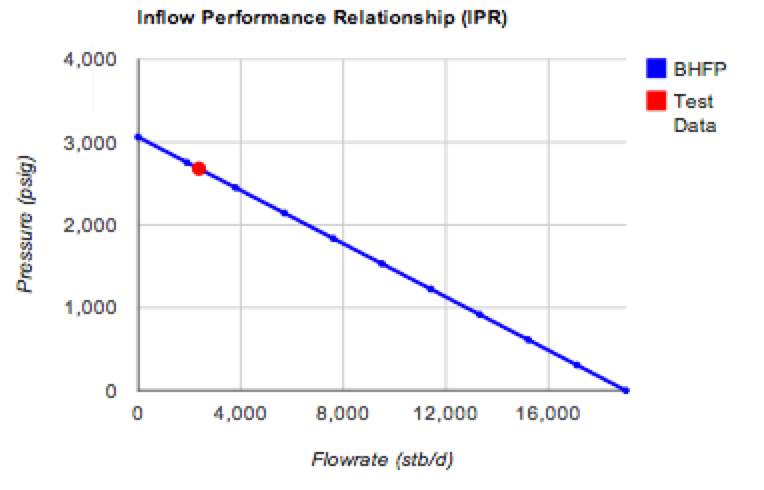 Inflow Performance Relationship (IPR)
4,000
3,000
2,000
1,000
0
Pressure (psig)
0 4,000 8,000 12,000 16,000
Flowrate (stb/d)
BHFP
Test
Data